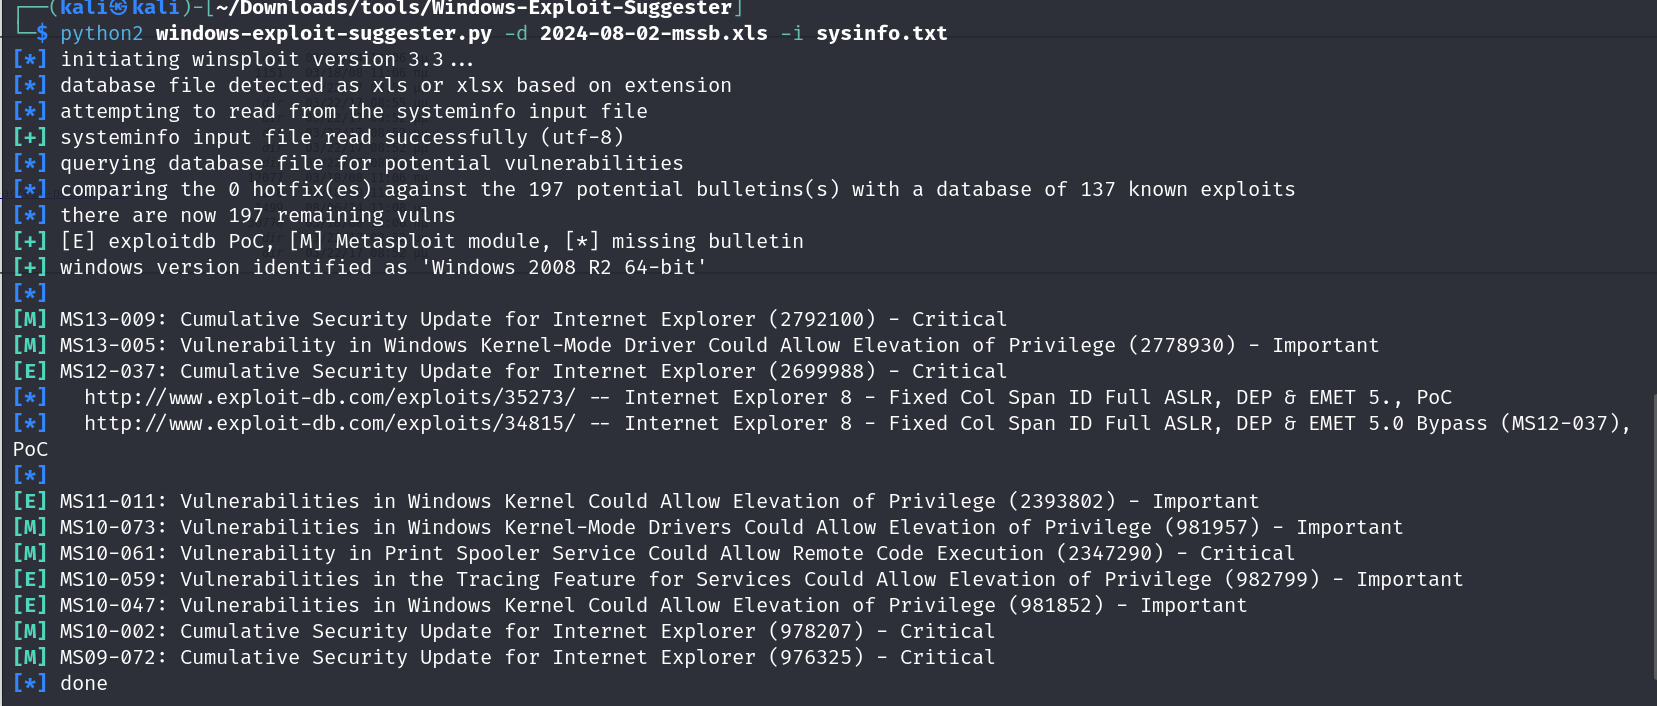 ┌──(kali㉿kali)-[~/Downloads/tools/Windows-Exploit-Suggester]
└─$ python2 windows-exploit-suggester.py -d 2024-08-02-mssb.xls -i sysinfo.txt
[*] initiating winsploit version 3.3...
[*] database file detected as xls or xlsx based on extension
[*] attempting to read from the systeminfo input file
[+] systeminfo input file read successfully (utf-8)
[*] querying database file for potential vulnerabilities
[*] comparing the 0 hotfix(es) against the 197 potential bulletins(s) with a database of 137 known exploits
[*] there are now 197 remaining vulns
[+] [E] exploitdb PoC, [M] Metasploit module, [*] missing bulletin
[+] windows version identified as 'Windows 2008 R2 64-bit'
[*]
[M] MS13-009: Cumulative Security Update for Internet Explorer (2792100) - Critical
[M] MS13-005: Vulnerability in Windows Kernel-Mode Driver Could Allow Elevation of Privilege (2778930) - Important
[E] MS12-037: Cumulative Security Update for Internet Explorer (2699988) - Critical
[*]   http://www.exploit-db.com/exploits/35273/ -- Internet Explorer 8 - Fixed Col Span ID Full ASLR, DEP & EMET 5., PoC
[*]   http://www.exploit-db.com/exploits/34815/ -- Internet Explorer 8 - Fixed Col Span ID Full ASLR, DEP & EMET 5.0 Bypass (MS12-037),
PoC
[*]
[E] MS11-011: Vulnerabilities in Windows Kernel Could Allow Elevation of Privilege (2393802) - Important
[M] MS10-073: Vulnerabilities in Windows Kernel-Mode Drivers Could Allow Elevation of Privilege (981957) - Important
[M] MS10-061: Vulnerability in Print Spooler Service Could Allow Remote Code Execution (2347290) - Critical
[E] MS10-059: Vulnerabilities in the Tracing Feature for Services Could Allow Elevation of Privilege (982799) - Important
[E] MS10-047: Vulnerabilities in Windows Kernel Could Allow Elevation of Privilege (981852) - Important
[M] MS10-002: Cumulative Security Update for Internet Explorer (978207) - Critical
[M] MS09-072: Cumulative Security Update for Internet Explorer (976325) - Critical
[*] done